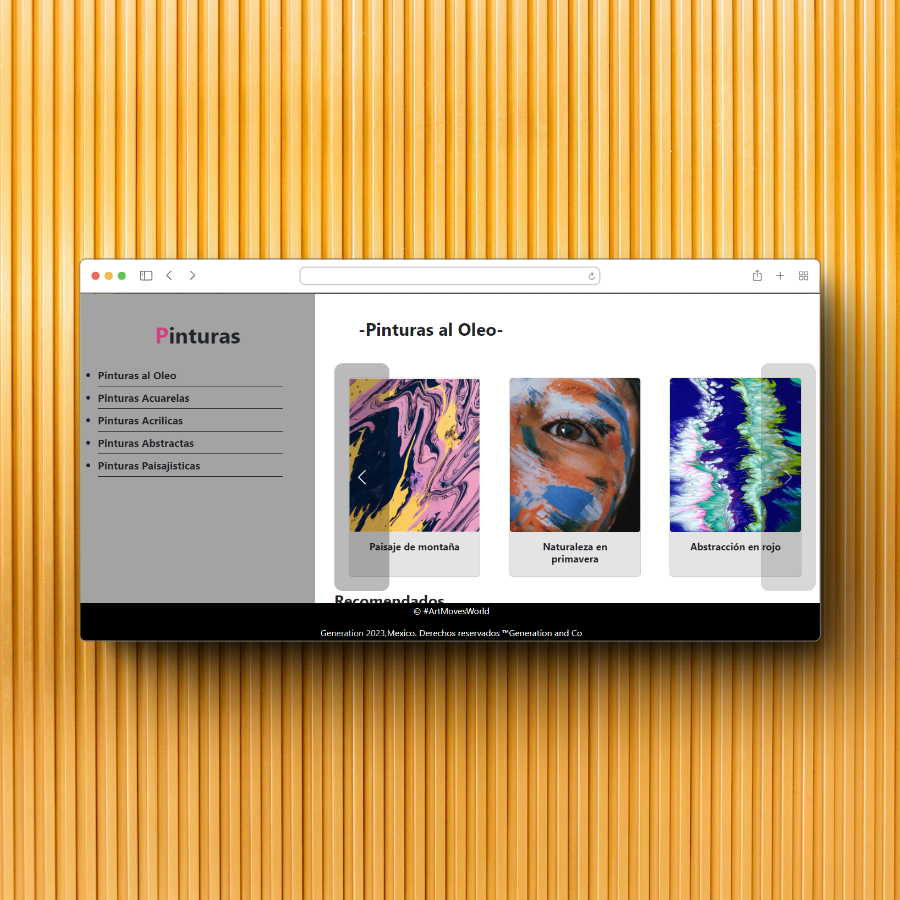 Pinturas
Pinturas al Oleo
Pinturas Acuarelas
Pinturas Acrilicas
Pinturas Abstractas
Pinturas Paisajisticas
-Pinturas al Oleo-
Paisaje de montaña
Naturaleza en
primavera
Abstracción en rojo
Recomendados
© #ArtMovesWorld
Generation 2023,Mexico. Derechos reservados ™Generation and Co